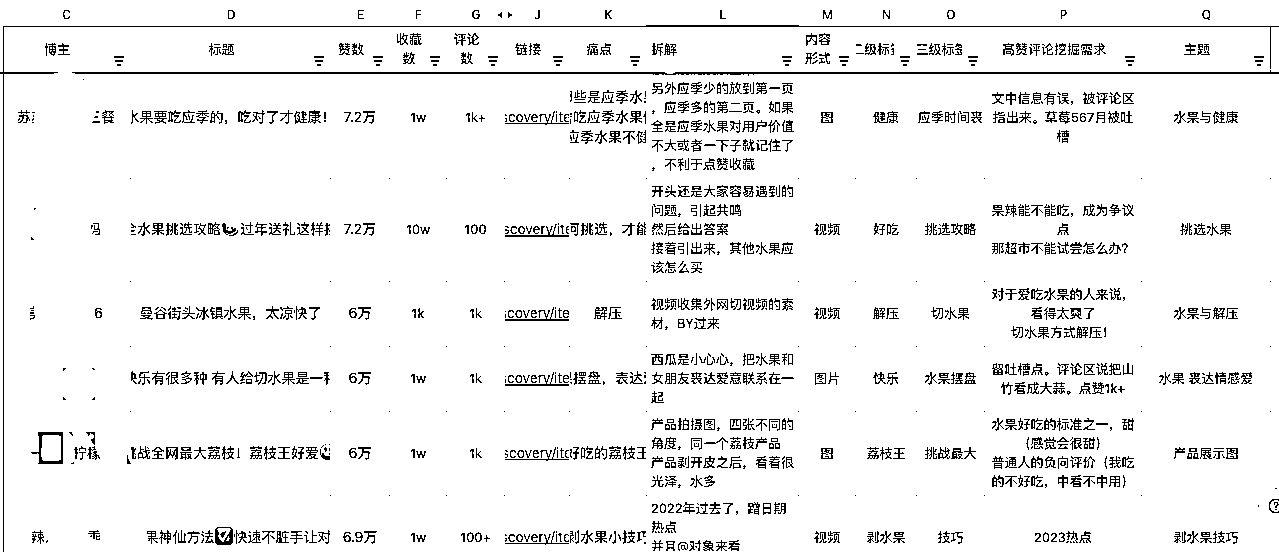 C D E F G J K L M N O P Q
博主 标题 赞数 收藏数 评论数 链接 痛点 拆解 内容形式 二级标签 三级标签 高赞评论挖掘需求 主题
另外应季少的放到第一页
，应季多的第二页。如果
全是应季水果对用户价值
不大或者一下子就记住了
，不利于点赞收藏
三餐 水果要吃应季的，吃对了才健康！ 7.2万 1w 1k+ scovery/ite
些是应季水
吃应季水果
应季水果不健
图 健康 应季时间表
文中信息有误，被评论区
指出来。草莓567月被吐
槽
水果与健康
妈 水果挑选攻略 过年送礼这样 7.2万 10w 100 scovery/ite 可挑选，才能
开头还是大家容易遇到的
问题，引起共鸣
然后给出答案
接着引出来，其他水果应
该怎么买
视频 好吃 挑选攻略
果辣能不能吃，成为争议
点
那超市不能试尝怎么办？
挑选水果
6 曼谷街头冰镇水果，太凉快了 6万 1k 1k scovery/ite 解压
视频收集外网切视频的素
材，BY过来
视频 解压 切水果
对于爱吃水果的人来说，
看得太爽了
切水果方式解压！
水果与解压
快乐有很多种 有人给切水果是一种 6万 1w 1k scovery/ite 摆盘，表达
西瓜是小心心，把水果和
女朋友表达爱意联系在一
起
图片 快乐 水果摆盘
留吐槽点。评论区说把山
竹看成大蒜。点赞1k+
水果 表达情感爱
柠檬 挑战全网最大荔枝！荔枝王好爱 6万 1w 1k scovery/ite 好吃的荔枝王
产品拍摄图，四张不同的
角度，同一个荔枝产品
产品剥开皮之后，看着很
光泽，水多
图 荔枝王 挑战最大
水果好吃的标准之一，甜
（感觉会很甜）
普通人的负向评价（我吃
的不好吃，中看不中用）
产品展示图
辣 乖 果神仙方法✅快速不脏手让对 6.9万 1w 100+ scovery/ite 剥水果小技巧
2022年过去了，蹭日期
热点
并且@对象来看
视频 剥水果 技巧 2023热点 剥水果技巧